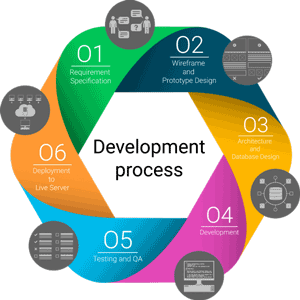 01
Requirement
Specification
02
Wireframe
and
Prototype Design
03
Architecture
and
Database Design
04
Development
05
Testing and QA
06
Deployment to
Live Server
Development
process